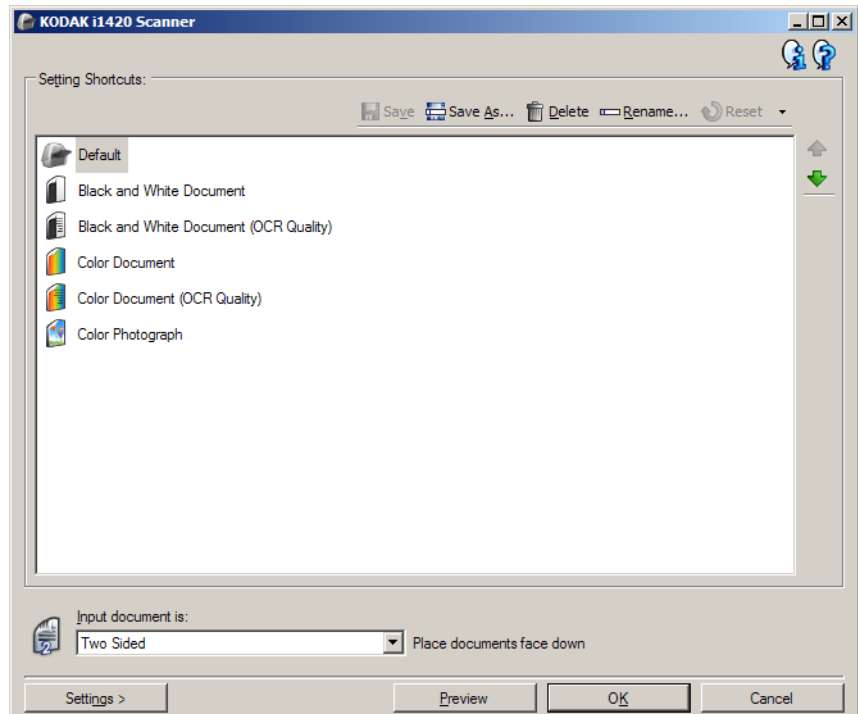 KODAK i1420 Scanner
Setting Shortcuts:
Save Save As... Delete Rename... Reset
Default
Black and White Document
Black and White Document (OCR Quality)
Color Document
Color Document (OCR Quality)
Color Photograph
Input document is:
2 Two Sided Place documents face down
Settings > Preview OK Cancel